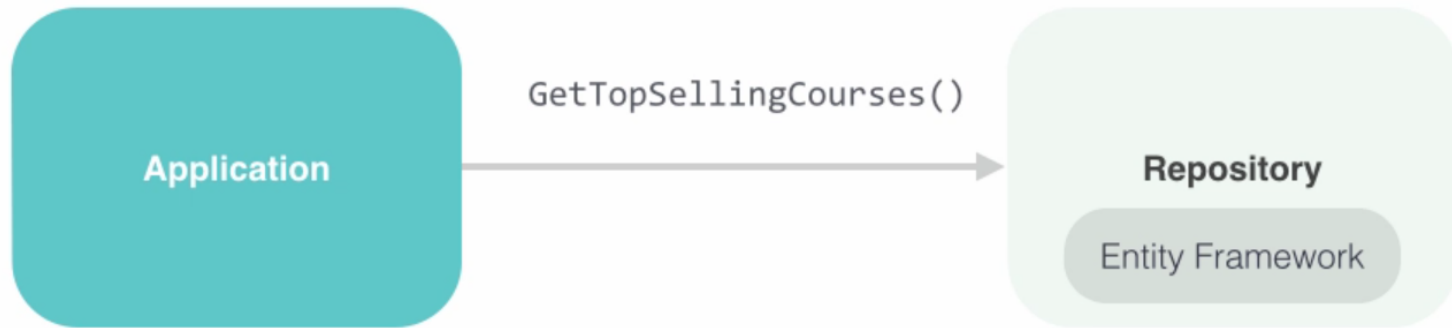 GetTopSellingCourses()
Application
Repository
Entity Framework